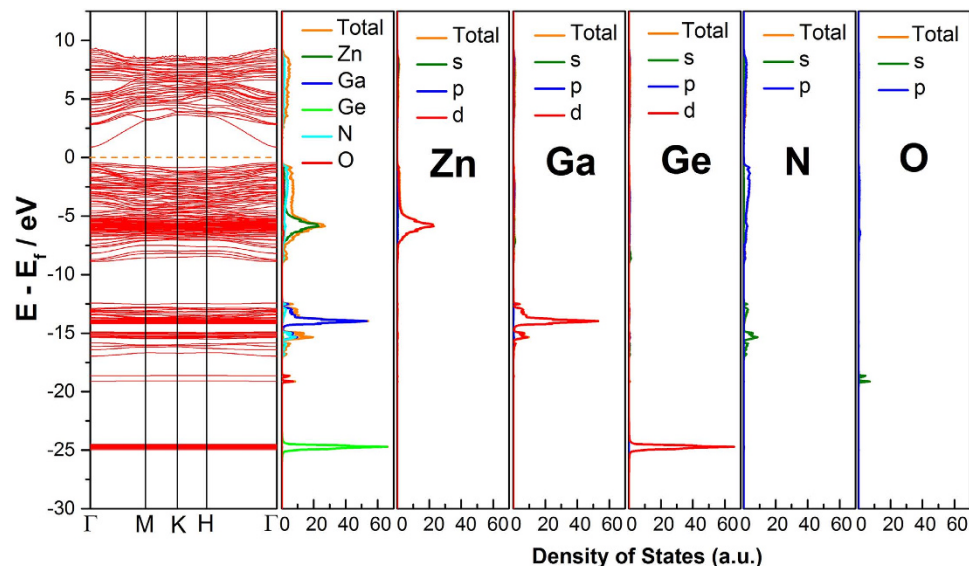 E - E_f / eV
10
5
0
-5
-10
-15
-20
-25
-30
Γ M K H Γ
Total
Zn
Ga
Ge
N
O
0 20 40 60
Total
s
p
d
Zn
0 20 40 60
Total
s
p
d
Ga
0 20 40 60
Total
s
p
d
Ge
0 20 40 60
Total
s
p
N
0 20 40 60
Total
s
p
O
0 20 40 60
Density of States (a.u.)